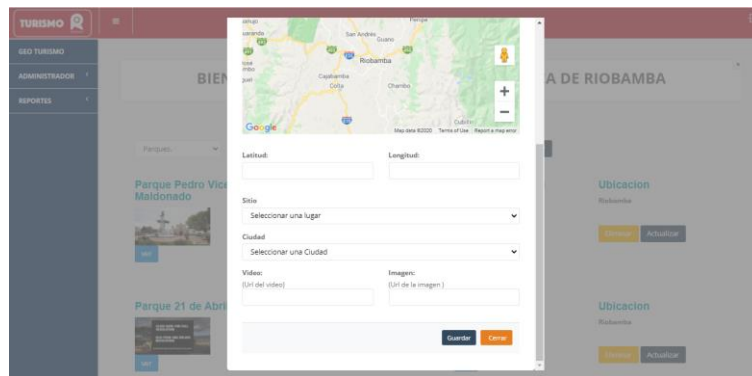 TURISMO
GEO TURISMO
ADMINISTRADOR
REPORTES
BIEN
A DE RIOBAMBA
San Andrés
Guano
Penipe
Riobamba
Cajabamba
Colta
Chambo
Cubillín
Google
Map data ©2020 Terms of Use Report a map error
Parques:
Latitud:
Longitud:
Parque Pedro Vice
Maldonado
Ubicacion
Riobamba
Sitio
Seleccionar una lugar
Eliminar
Actualizar
Ciudad
Seleccionar una Ciudad
Video:
(Url del video)
Imagen:
(Url de la imagen )
Parque 21 de Abri
Ubicacion
Riobamba
Guardar
Cerrar
Eliminar
Actualizar